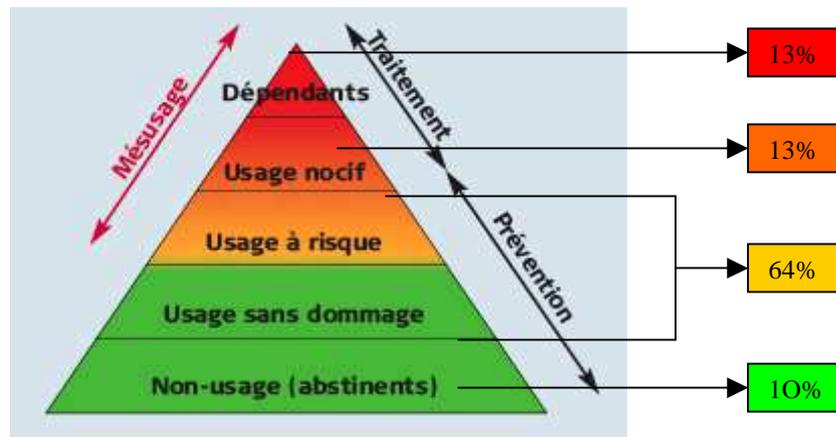 Mésusage
Traitement
Prévention
Dépendants
13%
Usage nocif
13%
Usage à risque
64%
Usage sans dommage
Non-usage (abstinents)
1O%